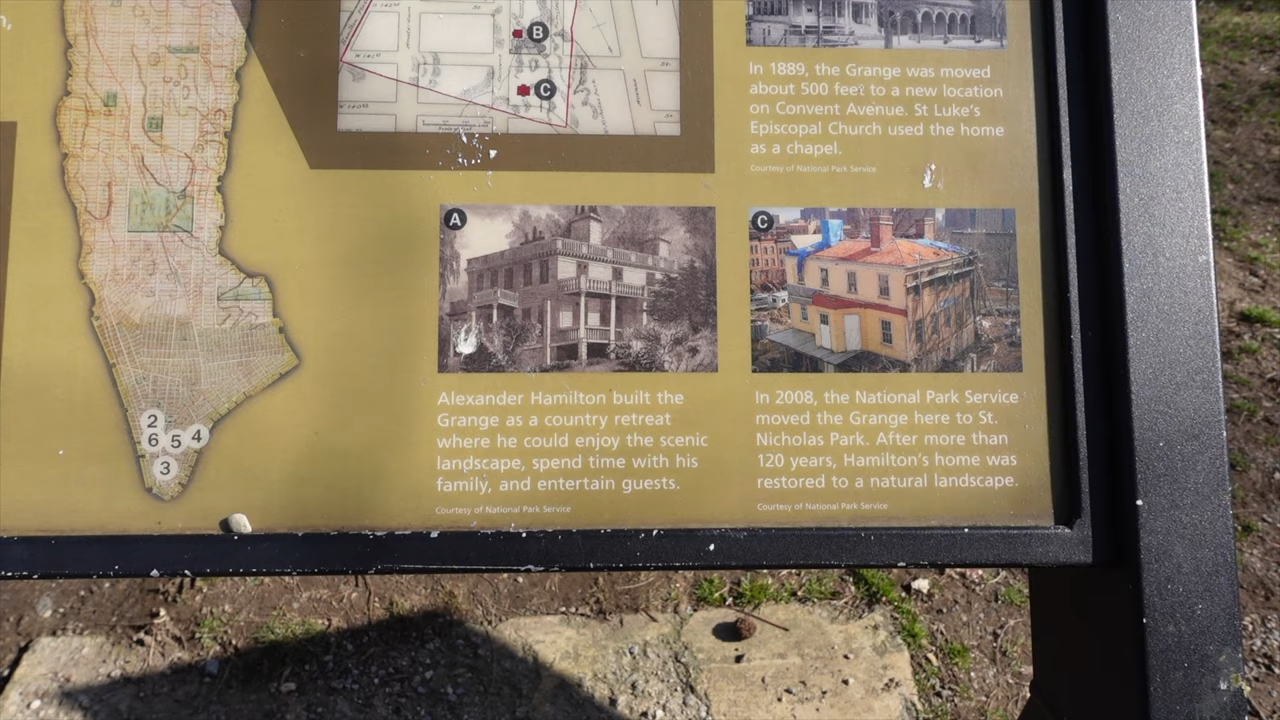 B
C
In 1889, the Grange was moved
about 500 feet to a new location
on Convent Avenue. St Luke's
Episcopal Church used the home
as a chapel.
Courtesy of National Park Service
A
Alexander Hamilton built the
Grange as a country retreat
where he could enjoy the scenic
landscape, spend time with his
family, and entertain guests.
Courtesy of National Park Service
C
In 2008, the National Park Service
moved the Grange here to St.
Nicholas Park. After more than
120 years, Hamilton's home was
restored to a natural landscape.
Courtesy of National Park Service
2
6 5 4
3